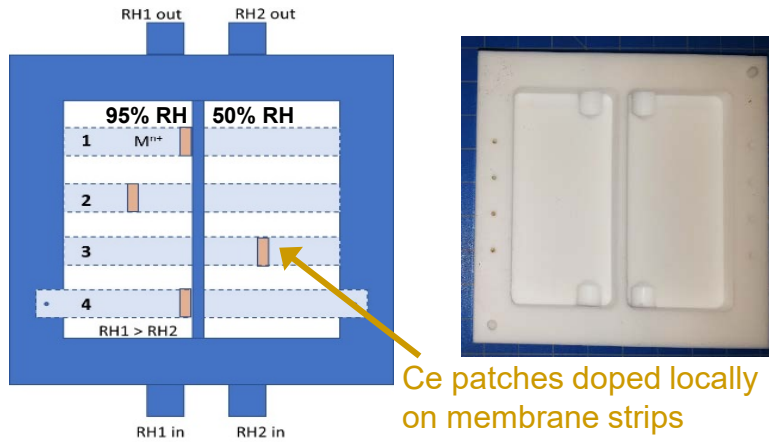 RH1 out
RH2 out
95% RH
50% RH
1
Mⁿ⁺
2
3
4
RH1 > RH2
RH1 in
RH2 in
Ce patches doped locally
on membrane strips